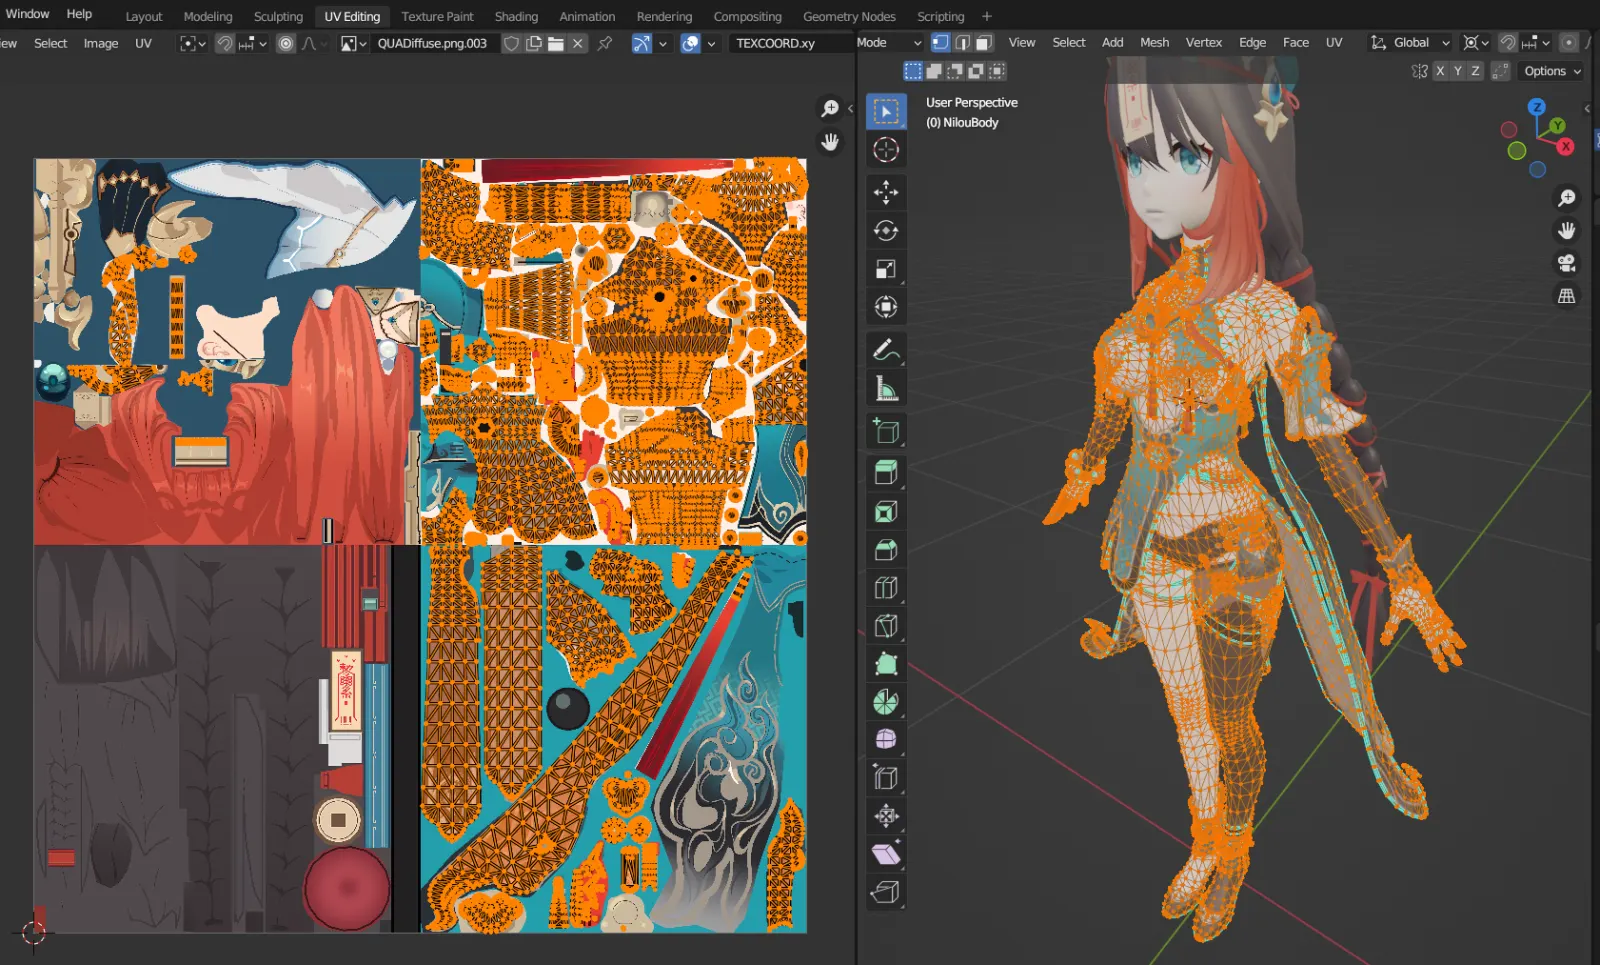 Window Help Layout Modeling Sculpting UV Editing Texture Paint Shading Animation Rendering Compositing Geometry Nodes Scripting +
iew Select Image UV QUADiffuse.png.003 TEXCOORD.xy
Mode View Select Add Mesh Vertex Edge Face UV Global
X Y Z Options
User Perspective
(0) NilouBody
Z
Y
X